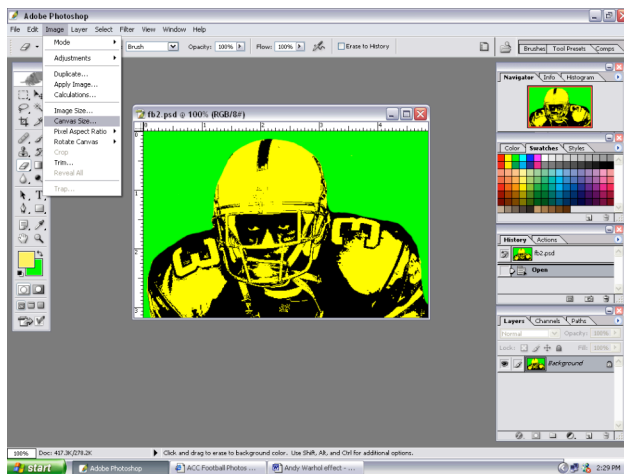 Adobe Photoshop
File Edit Image Layer Select Filter View Window Help
Brush Opacity: 100% Flow: 100% Erase to History
Brushes Tool Presets Comps
Mode
Adjustments
Duplicate...
Apply Image...
Calculations...
Image Size...
Canvas Size...
Pixel Aspect Ratio
Rotate Canvas
Crop
Trim...
Reveal All
Trap...
fb2.psd @ 100% (RGB/8#)
3 3
Navigator Info Histogram
Color Swatches Styles
History Actions
fb2.psd
Open
Layers Channels Paths
Normal Opacity: 100%
Lock: Fill: 100%
Background
100% Doc: 417.3K/278.2K Click and drag to erase to background color. Use Shift, Alt, and Ctrl for additional options.
start Adobe Photoshop ACC Football Photos ... Andy Warhol effect - ... 2:29 PM